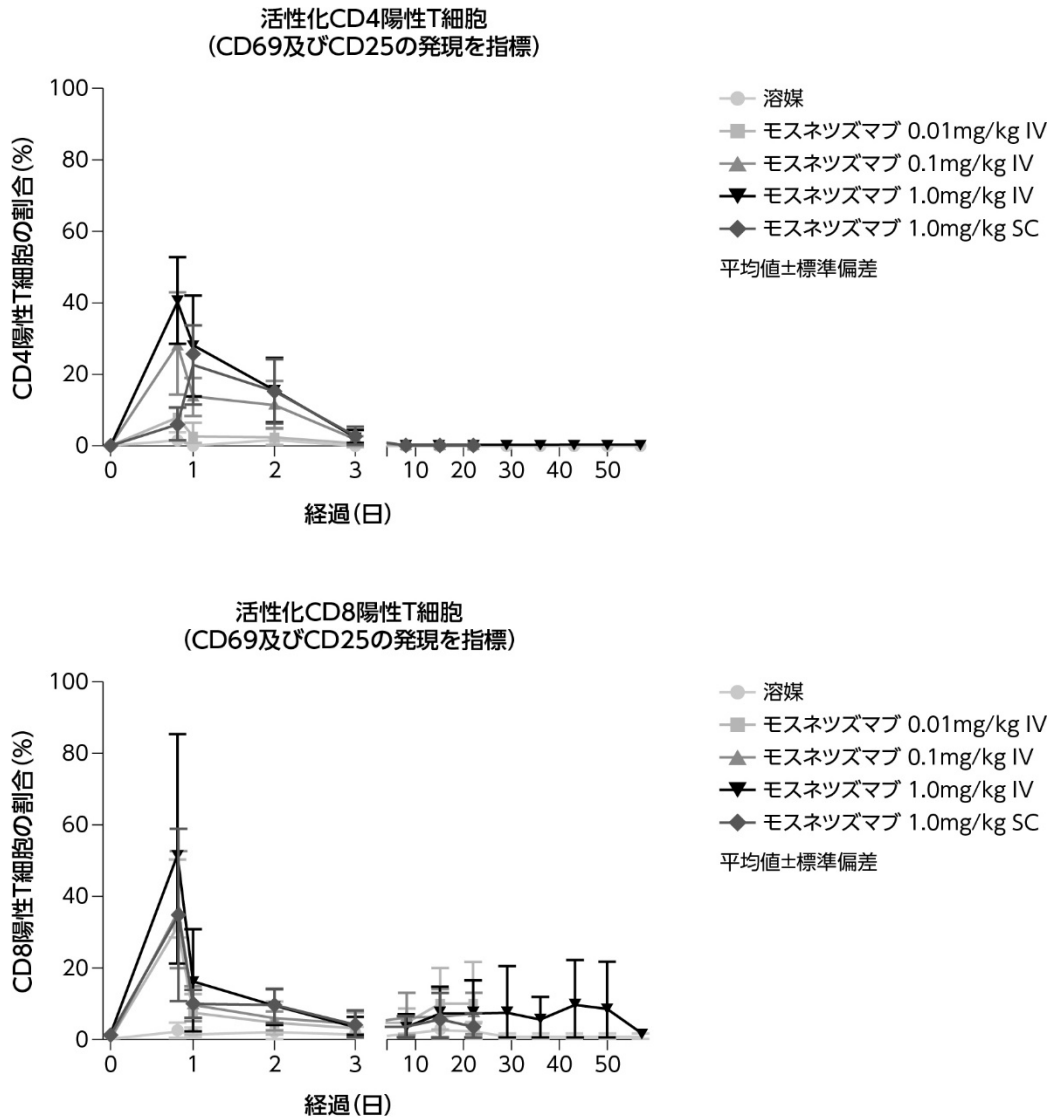 活性化CD4陽性T細胞
（CD69及びCD25の発現を指標）
CD4陽性T細胞の割合（%）
100
80
60
40
20
0
0 1 2 3 10 20 30 40 50
経過（日）
溶媒
モスネツズマブ 0.01mg/kg IV
モスネツズマブ 0.1mg/kg IV
モスネツズマブ 1.0mg/kg IV
モスネツズマブ 1.0mg/kg SC
平均値±標準偏差
活性化CD8陽性T細胞
（CD69及びCD25の発現を指標）
CD8陽性T細胞の割合（%）
100
80
60
40
20
0
0 1 2 3 10 20 30 40 50
経過（日）
溶媒
モスネツズマブ 0.01mg/kg IV
モスネツズマブ 0.1mg/kg IV
モスネツズマブ 1.0mg/kg IV
モスネツズマブ 1.0mg/kg SC
平均値±標準偏差